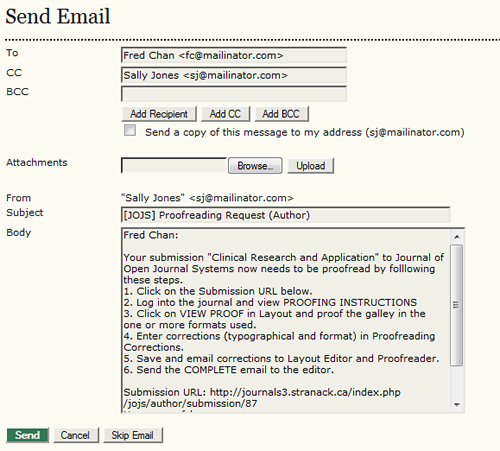 Send Email
To Fred Chan <fc@mailinator.com>
CC Sally Jones <sj@mailinator.com>
BCC
Add Recipient Add CC Add BCC
Send a copy of this message to my address (sj@mailinator.com)
Attachments Browse... Upload
From "Sally Jones" <sj@mailinator.com>
Subject [JOJS] Proofreading Request (Author)
Body Fred Chan:
Your submission "Clinical Research and Application" to Journal of
Open Journal Systems now needs to be proofread by folllowing
these steps.
1. Click on the Submission URL below.
2. Log into the journal and view PROOFING INSTRUCTIONS
3. Click on VIEW PROOF in Layout and proof the galley in the
one or more formats used.
4. Enter corrections (typographical and format) in Proofreading
Corrections.
5. Save and email corrections to Layout Editor and Proofreader.
6. Send the COMPLETE email to the editor.
Submission URL: http://journals3.stranack.ca/index.php
/jojs/author/submission/87
Send Cancel Skip Email